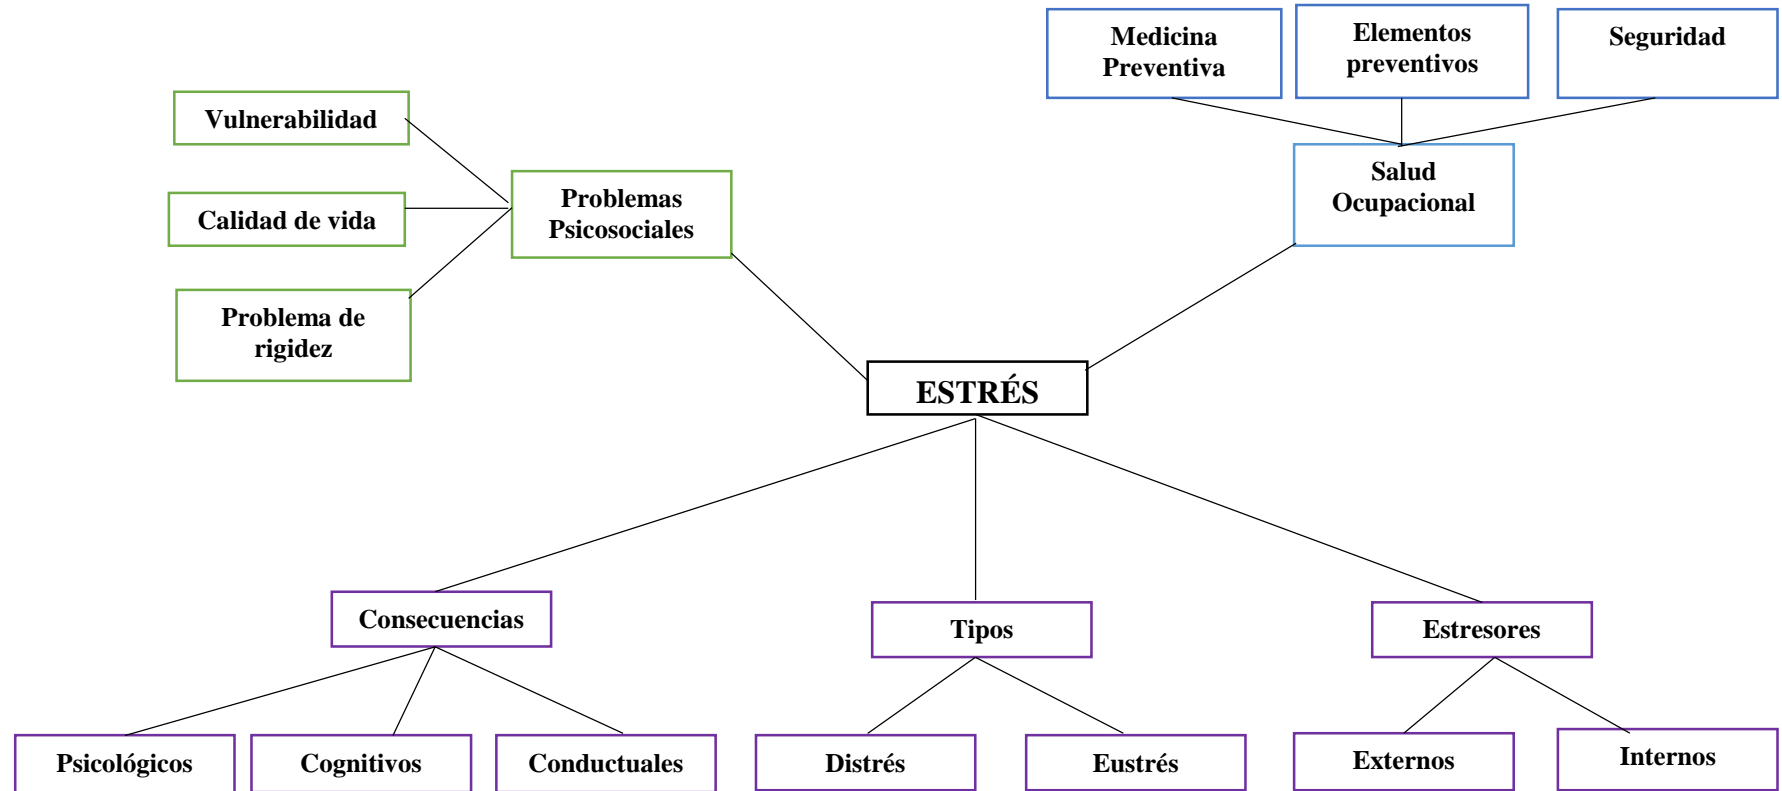 Medicina
Preventiva
Elementos
preventivos
Seguridad
Vulnerabilidad
Calidad de vida
Problema de
rigidez
Problemas
Psicosociales
Salud
Ocupacional
ESTRÉS
Consecuencias
Tipos
Estresores
Psicológicos
Cognitivos
Conductuales
Distrés
Eustrés
Externos
Internos